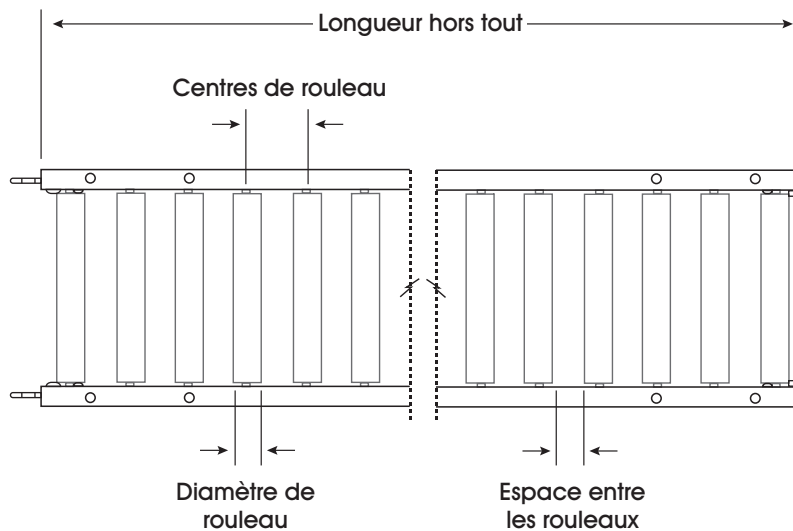 Longueur hors tout
Centres de rouleau
Diamètre de
rouleau
Espace entre
les rouleaux